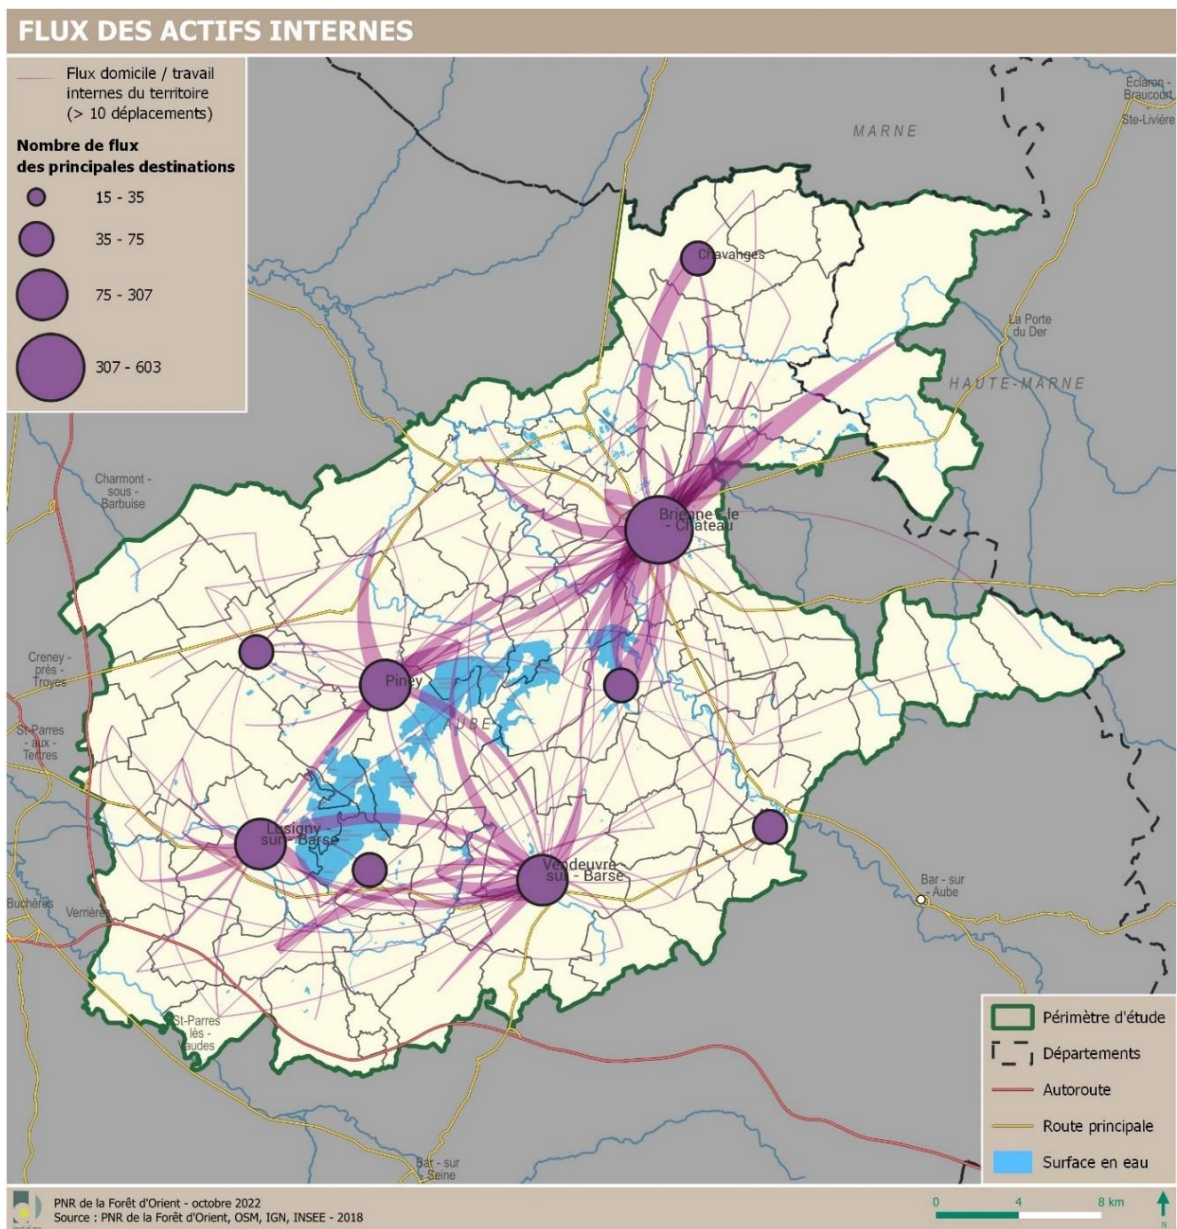 FLUX DES ACTIFS INTERNES
Flux domicile / travail
internes du territoire
(> 10 déplacements)
Nombre de flux
des principales destinations
15 - 35
35 - 75
75 - 307
307 - 603
MARNE
Éclaron -
Braucourt
-
Ste-Livière
Chavanges
La Porte
du Der
HAUTE-MARNE
Charmont -
sous -
Barbuise
Brienne - le
- Château
Creney -
près -
Troyes
Piney
AUBE
St-Parres
- aux -
Tertres
Lusigny -
sur - Barse
Vendeuvre
sur - Barse
Bar - sur
- Aube
Buchères
Verrières
St-Parres
lès -
Vaudes
Bar - sur
- Seine
Périmètre d'étude
Départements
Autoroute
Route principale
Surface en eau
PNR de la Forêt d'Orient - octobre 2022
Source : PNR de la Forêt d'Orient, OSM, IGN, INSEE - 2018
0 4 8 km
N